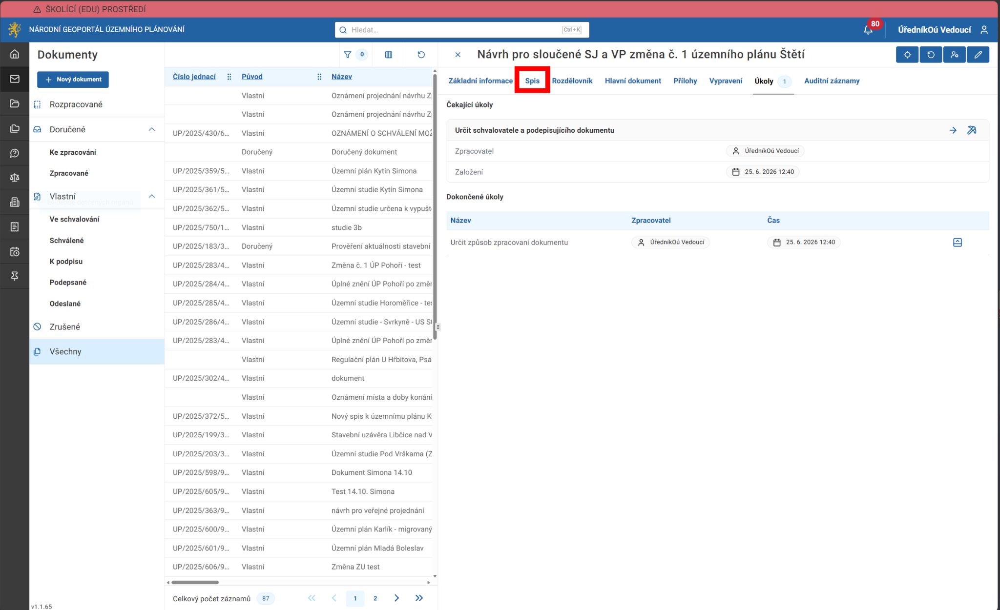 ŠKOLÍCÍ (EDU) PROSTŘEDÍ
NÁRODNÍ GEOPORTÁL ÚZEMNÍHO PLÁNOVÁNÍ
Hledat...
Ctrl+K
80
ÚředníkOú Vedoucí
Dokumenty
Nový dokument
Rozpracované
Doručené
Ke zpracování
Zpracované
Vlastní
Evidence dotčených orgánů
Ve schvalování
Schválené
K podpisu
Podepsané
Odeslané
Zrušené
Všechny
v1.1.65
0
Číslo jednací Původ Název
Vlastní Oznámení projednání návrhu
Vlastní Oznámení projednání návrhu
UP/2025/430/6... Vlastní OZNÁMENÍ O SCHVÁLENÍ MOŽ
Doručený Doručený dokument
UP/2025/359/5... Vlastní Územní plán Kytín Simona
UP/2025/361/5... Vlastní Územní studie Kytín Simona
UP/2025/362/5... Vlastní Územní studie určena k vypušt
UP/2025/750/1... Vlastní studie 3b
UP/2025/183/3... Doručený Prověření aktuálnosti stavební
UP/2025/283/4... Vlastní Změna č. 1 ÚP Pohoří - test
UP/2025/284/4... Vlastní Úplné znění ÚP Pohoří po změn
UP/2025/285/4... Vlastní Územní studie Horoměřice - tes
UP/2025/286/4... Vlastní Územní studie - Svrkyně - US
UP/2025/283/4... Vlastní Úplné znění ÚP Pohoří po změn
Vlastní Regulační plán U Hřbitova, Psá
UP/2025/302/4... Vlastní dokument
Vlastní Oznámení místa a doby konání
UP/2025/372/5... Vlastní Nový spis k územnímu plánu
UP/2025/199/3... Vlastní Stavební uzávěra Libčice nad V
UP/2025/203/3... Vlastní Územní studie Pod Vrškama (Z
UP/2025/598/9... Vlastní Dokument Simona 14.10
UP/2025/605/9... Vlastní Test 14.10. Simona
UP/2025/363/9... Vlastní návrh pro veřejné projednání
UP/2025/600/9... Vlastní Územní plán Karlík - migrovaný
UP/2025/601/9... Vlastní Územní plán Mladá Boleslav
UP/2025/606/9... Vlastní Změna ZU test
Celkový počet záznamů 87 1 2
Návrh pro sloučené SJ a VP změna č. 1 územního plánu Štětí
Základní informace Spis Rozdělovník Hlavní dokument Přílohy Vypravení Úkoly 1 Auditní záznamy
Čekající úkoly
Určit schvalovatele a podepisujícího dokumentu
Zpracovatel ÚředníkOú Vedoucí
Založení 25. 6. 2026 12:40
Dokončené úkoly
Název Zpracovatel Čas
Určit způsob zpracovaní dokumentu ÚředníkOú Vedoucí 25. 6. 2026 12:40